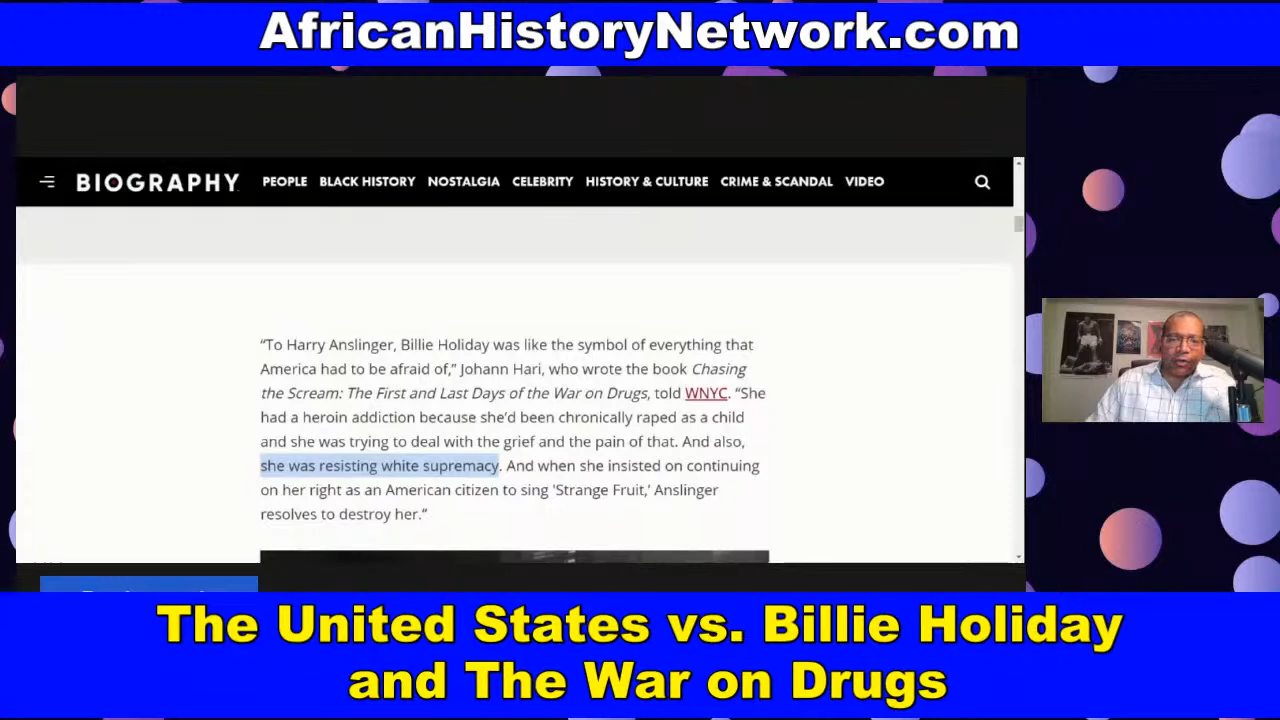 AfricanHistoryNetwork.com
BIOGRAPHY PEOPLE BLACK HISTORY NOSTALGIA CELEBRITY HISTORY & CULTURE CRIME & SCANDAL VIDEO
“To Harry Anslinger, Billie Holiday was like the symbol of everything that
America had to be afraid of,” Johann Hari, who wrote the book Chasing
the Scream: The First and Last Days of the War on Drugs, told WNYC. “She
had a heroin addiction because she’d been chronically raped as a child
and she was trying to deal with the grief and the pain of that. And also,
she was resisting white supremacy. And when she insisted on continuing
on her right as an American citizen to sing 'Strange Fruit,’ Anslinger
resolves to destroy her.”
The United States vs. Billie Holiday
and The War on Drugs